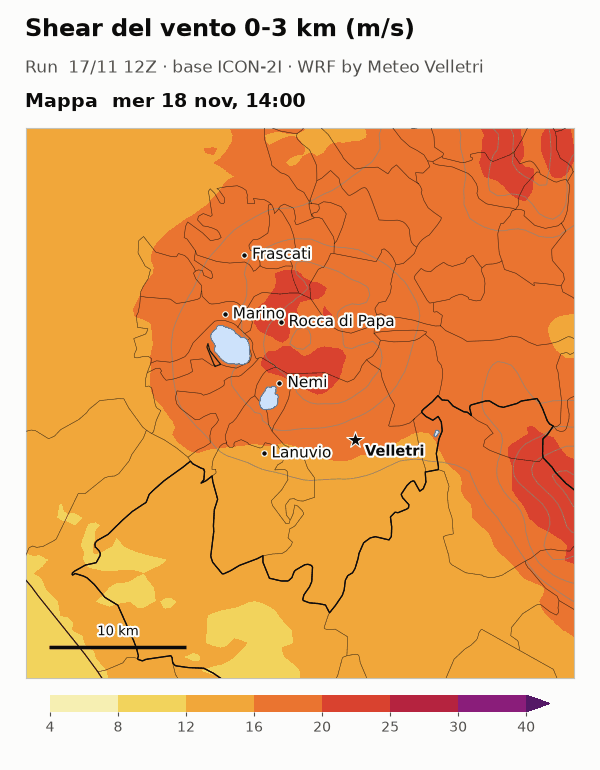 Shear del vento 0-3 km (m/s)
Run  17/11 12Z · base ICON-2I · WRF by Meteo Velletri
Mappa  mer 18 nov, 14:00
Frascati
Marino
Rocca di Papa
Nemi
Velletri
Lanuvio
10 km
4 8 12 16 20 25 30 40